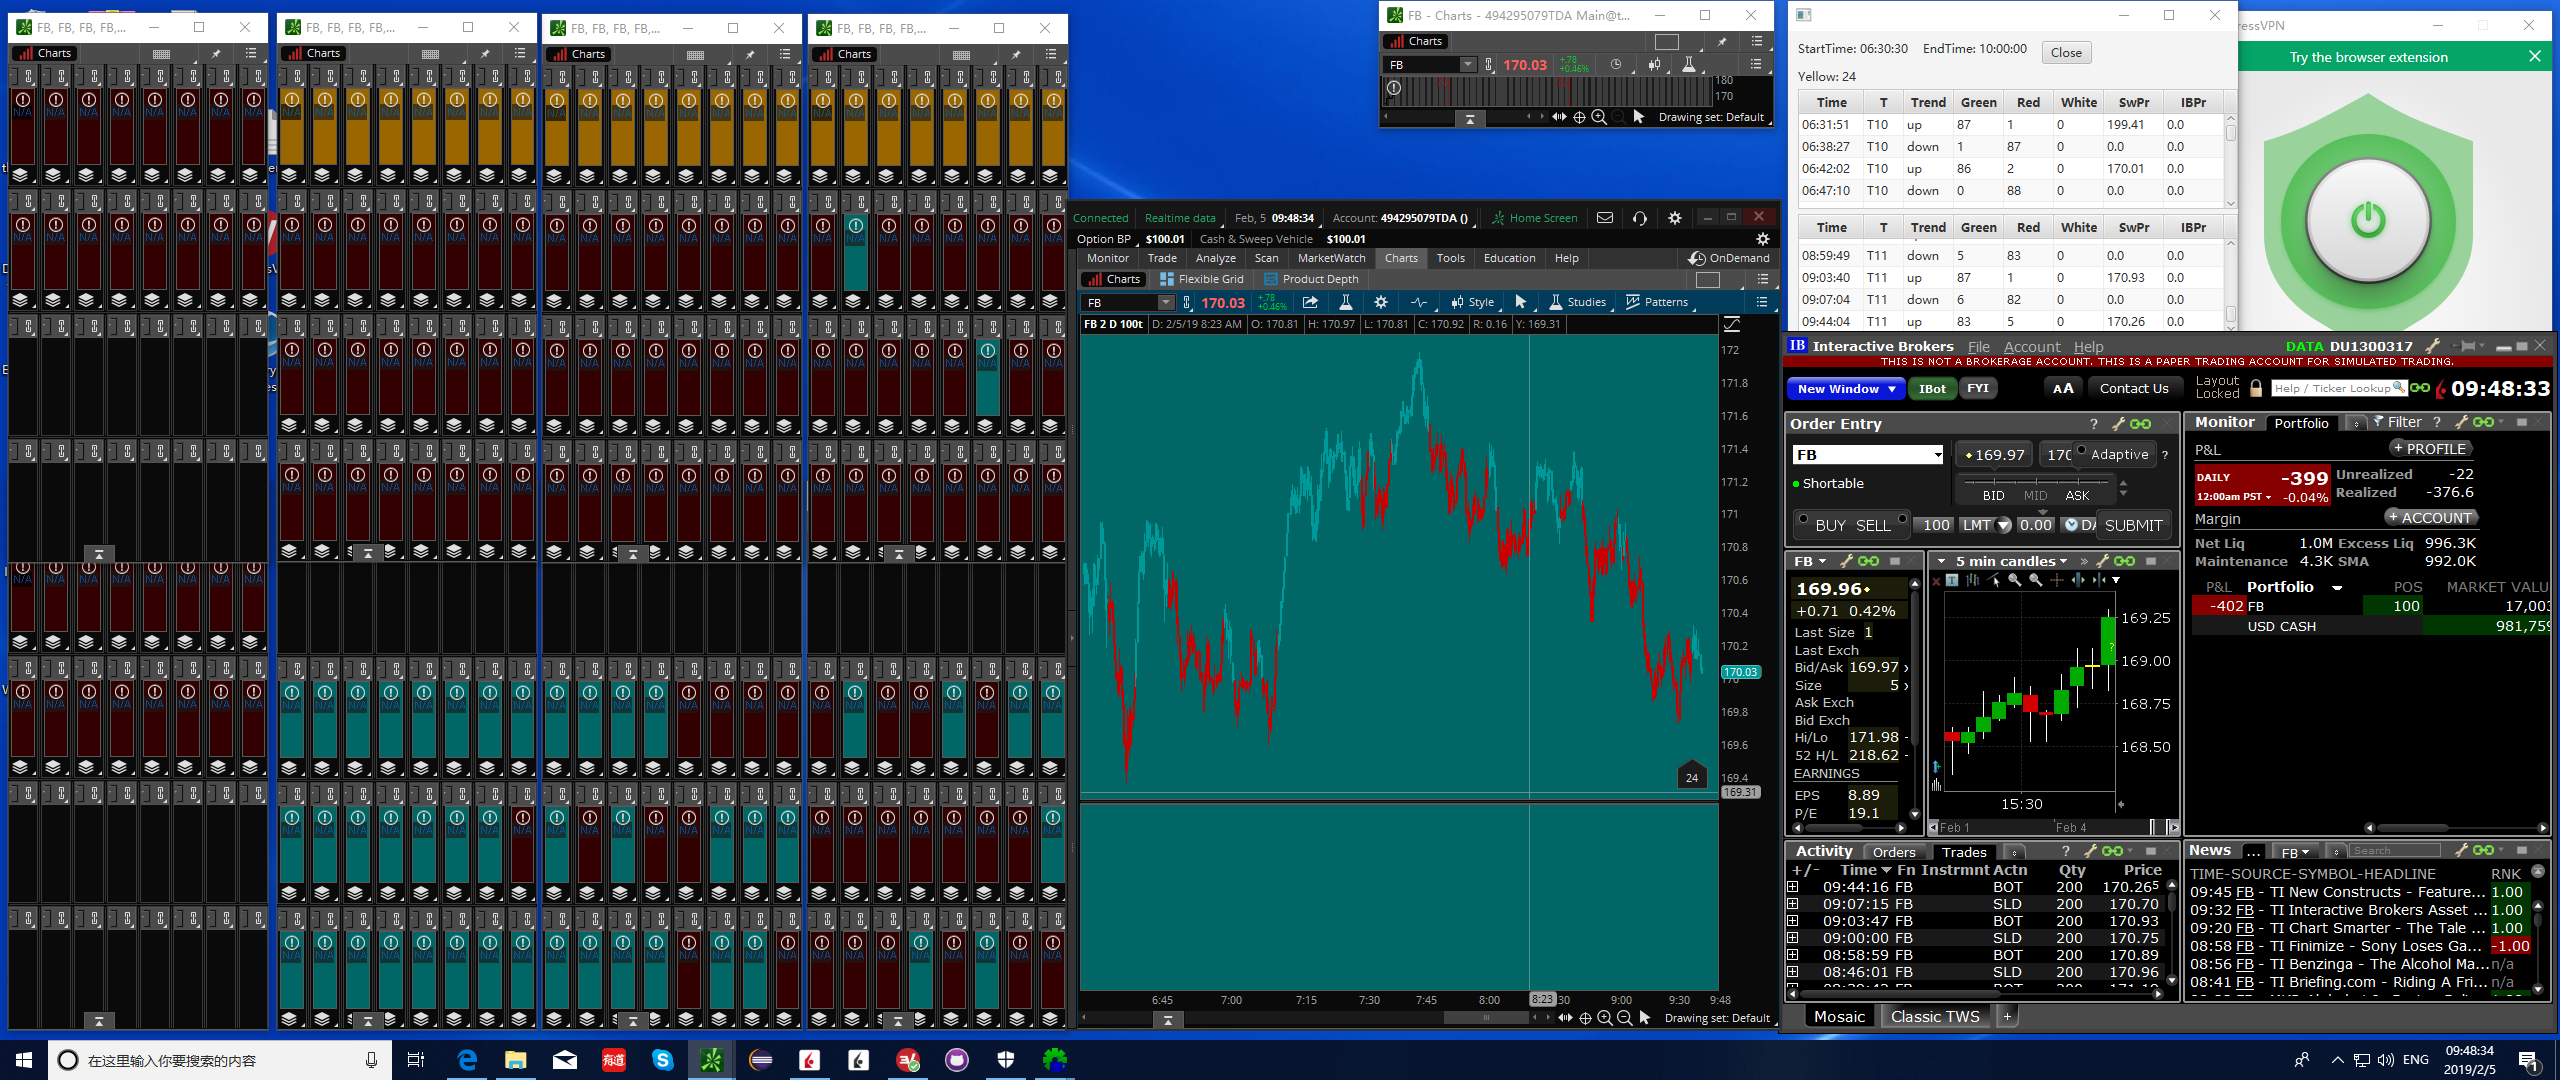 FB, FB, FB, FB,...
FB, FB, FB, FB,...
FB, FB, FB, FB,...
FB, FB, FB, FB,...
Charts
Charts
Charts
Charts
N/A
FB - Charts - 494295079TDA Main@t...
Charts
FB
170.03
+.78
+0.46%
180
170
Drawing set: Default
StartTime: 06:30:30 EndTime: 10:00:00 Close
Yellow: 24
Time T Trend Green Red White SwPr IBPr
06:31:51 T10 up 87 1 0 199.41 0.0
06:38:27 T10 down 1 87 0 0.0 0.0
06:42:02 T10 up 86 2 0 170.01 0.0
06:47:10 T10 down 0 88 0 0.0 0.0
Time T Trend Green Red White SwPr IBPr
08:59:49 T11 down 5 83 0 0.0 0.0
09:03:40 T11 up 87 1 0 170.93 0.0
09:07:04 T11 down 6 82 0 0.0 0.0
09:44:04 T11 up 83 5 0 170.26 0.0
ressVPN
Try the browser extension
Connected Realtime data Feb, 5 09:48:34 Account: 494295079TDA () Home Screen
Option BP $100.01 Cash & Sweep Vehicle $100.01
Monitor Trade Analyze Scan MarketWatch Charts Tools Education Help OnDemand
Charts Flexible Grid Product Depth
FB 170.03 +.78 +0.46% Style Studies Patterns
FB 2 D 100t D: 2/5/19 8:23 AM O: 170.81 H: 170.97 L: 170.81 C: 170.92 R: 0.16 Y: 169.31
172
171.8
171.6
171.4
171.2
171
170.8
170.6
170.4
170.2
170.03
169.8
169.6
169.4
169.31
24
6:45 7:00 7:15 7:30 7:45 8:00 8:23 :30 9:00 9:30 9:48
Drawing set: Default
IB Interactive Brokers File Account Help DATA DU1300317
THIS IS NOT A BROKERAGE ACCOUNT. THIS IS A PAPER TRADING ACCOUNT FOR SIMULATED TRADING.
New Window IBot FYI AA Contact Us Layout Locked Help / Ticker Lookup 09:48:33
Order Entry ?
FB 169.97 170 Adaptive ?
Shortable
BID MID ASK
BUY SELL 100 LMT 0.00 DA SUBMIT
FB
169.96
+0.71 0.42%
Last Size 1
Last Exch
Bid/Ask 169.97 x
Size 5 x
Ask Exch
Bid Exch
Hi/Lo 171.98 -
52 H/L 218.62 -
EARNINGS
EPS 8.89
P/E 19.1
5 min candles
169.25
169.00
168.75
168.50
15:30
Feb 1 Feb 4
Monitor Portfolio Filter ?
P&L + PROFILE
DAILY -399
12:00am PST -0.04%
Unrealized -22
Realized -376.6
Margin + ACCOUNT
Net Liq 1.0M Excess Liq 996.3K
Maintenance 4.3K SMA 992.0K
P&L Portfolio POS MARKET VALU
-402 FB 100 17,003
USD CASH 981,759
Activity Orders Trades ?
+/- Time Fn Instrmnt Actn Qty Price
09:44:16 FB BOT 200 170.265
09:07:15 FB SLD 200 170.70
09:03:47 FB BOT 200 170.93
09:00:00 FB SLD 200 170.75
08:58:59 FB BOT 200 170.89
08:46:01 FB SLD 200 170.96
News ... FB Search
TIME-SOURCE-SYMBOL-HEADLINE RNK
09:45 FB - TI New Constructs - Feature... 1.00
09:32 FB - TI Interactive Brokers Asset ... 1.00
09:20 FB - TI Chart Smarter - The Tale ... 1.00
08:58 FB - TI Finimize - Sony Loses Ga... -1.00
08:56 FB - TI Benzinga - The Alcohol Ma... n/a
08:41 FB - TI Briefing.com - Riding A Fri... n/a
Mosaic Classic TWS +
在这里输入你要搜索的内容
有道
ENG
09:48:34
2019/2/5
1